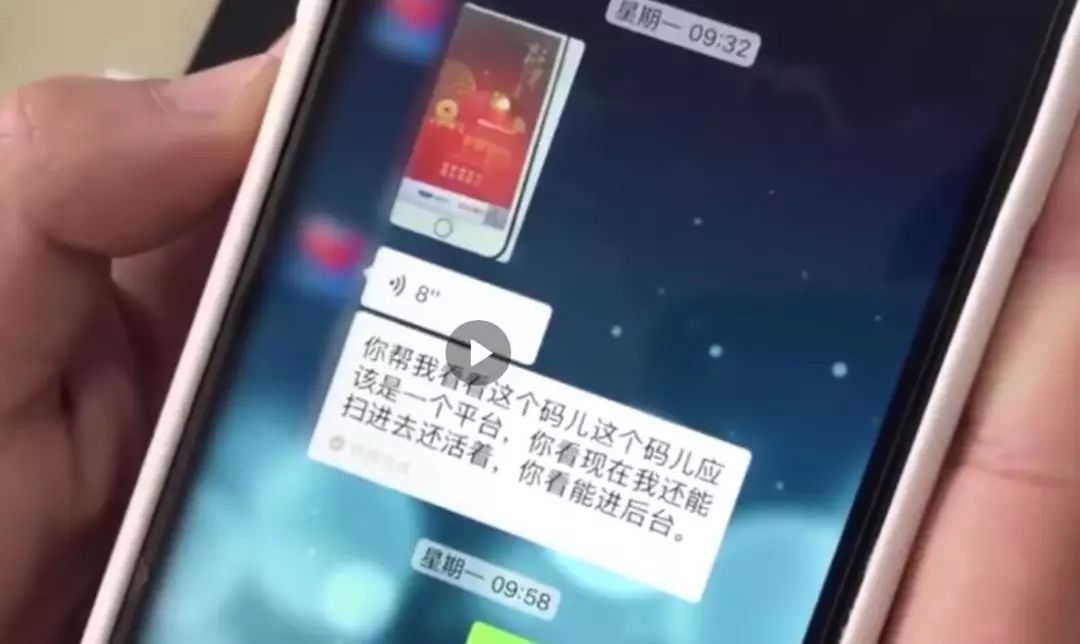 星期一 09:32
8"
你帮我看看这个码儿这个码儿应
该是一个平台，你看现在我还能
扫进去还活着，你看能进后台。
星期一 09:58